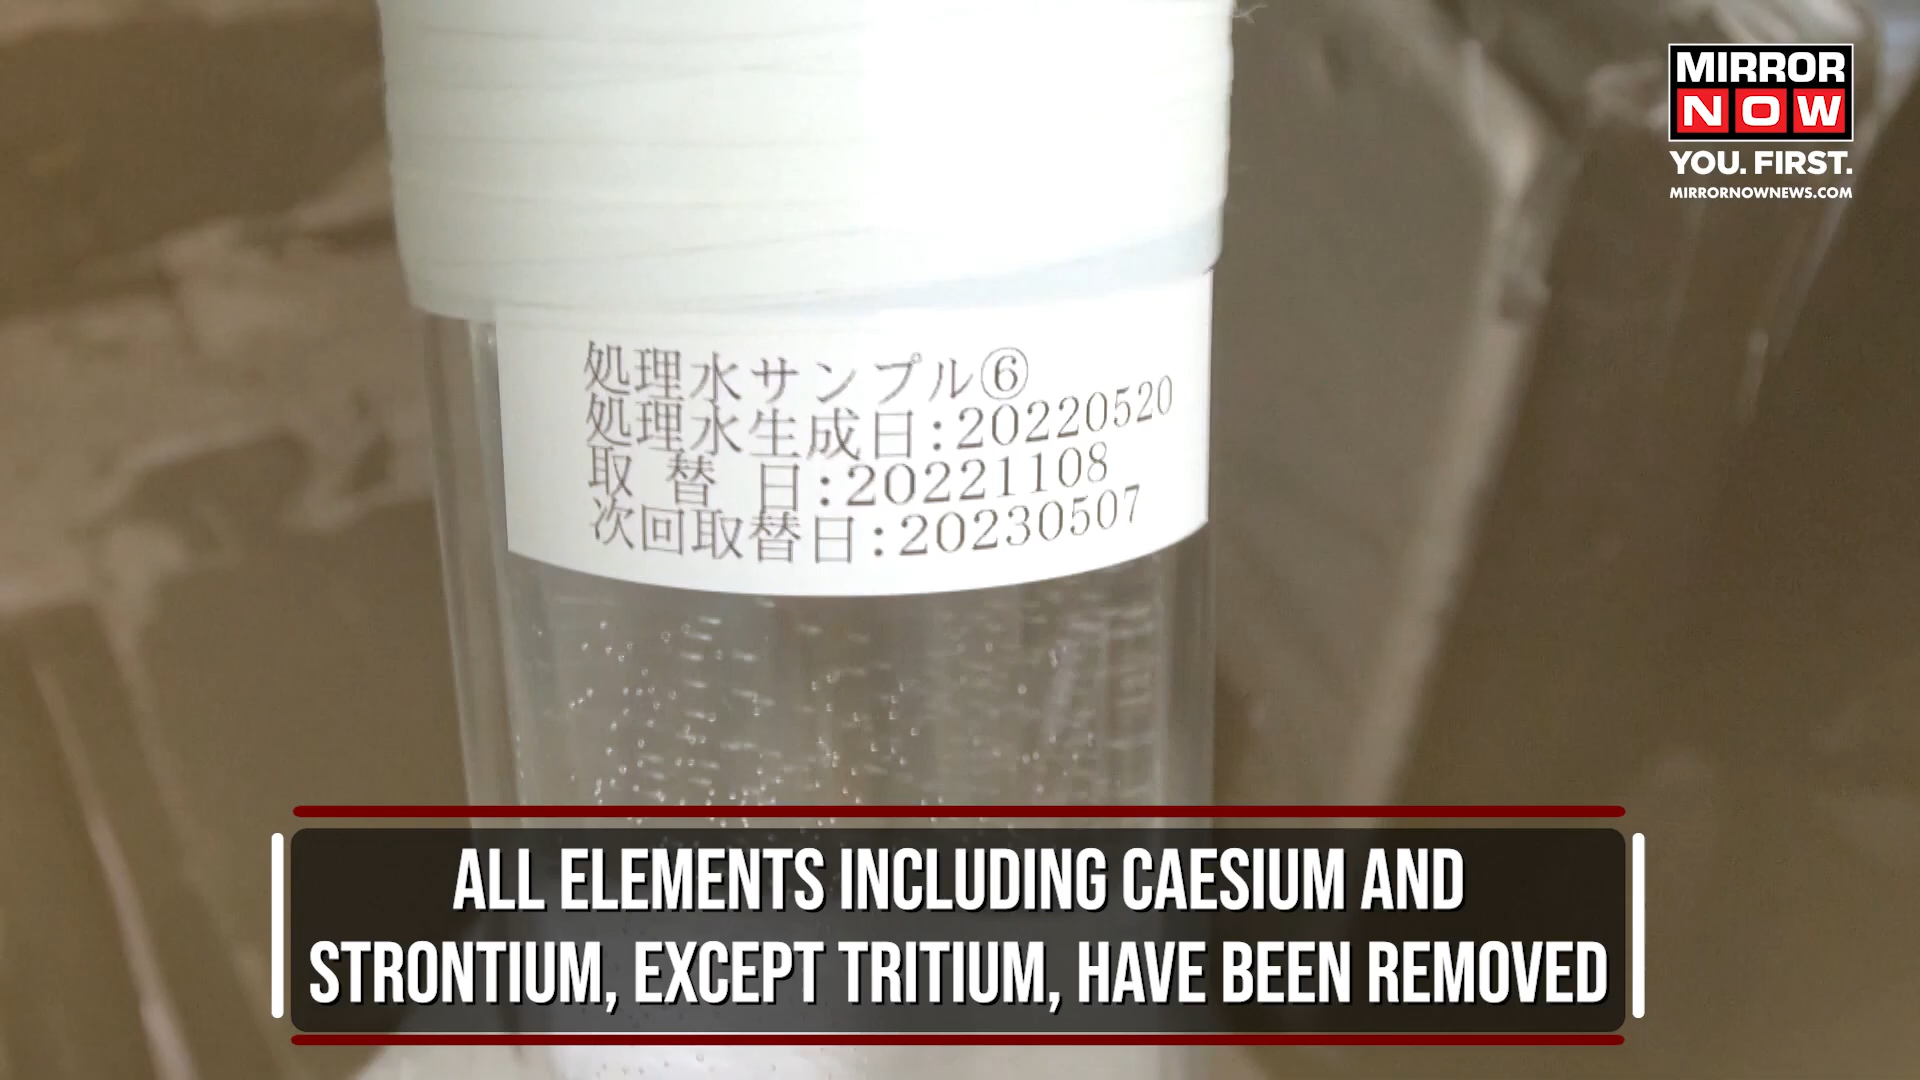 MIRROR
NOW
YOU. FIRST.
MIRRORNOWNEWS.COM
処理水サンプル⑥
処理水生成日:20220520
取 替 日:20221108
次回取替日:20230507
ALL ELEMENTS INCLUDING CAESIUM AND
STRONTIUM, EXCEPT TRITIUM, HAVE BEEN REMOVED